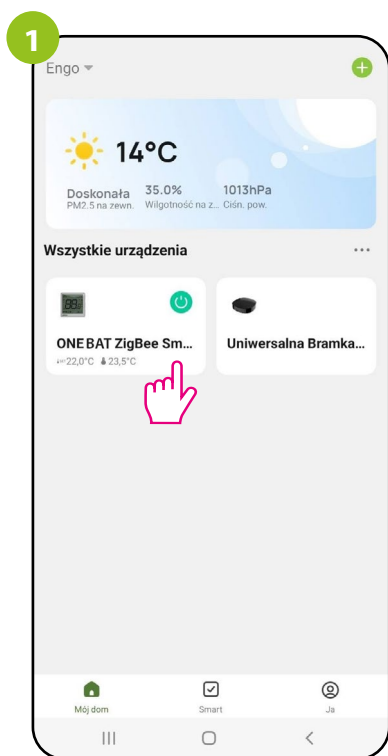 1
Engo
14°C
Doskonała 35.0% 1013hPa
PM2.5 na zewn. Wilgotność na z... Ciśn. pow.
Wszystkie urządzenia
ONE BAT ZigBee Sm... Uniwersalna Bramka...
22,0°C 23,5°C
Mój dom Smart Ja